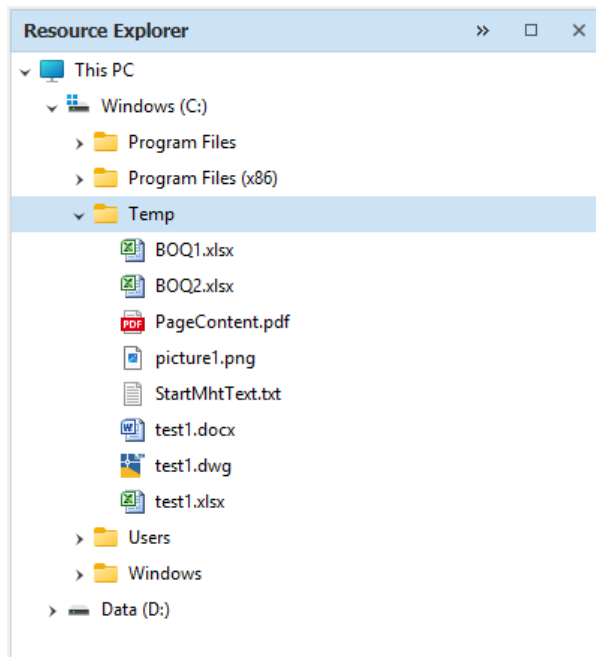 Resource Explorer
This PC
Windows (C:)
Program Files
Program Files (x86)
Temp
BOQ1.xlsx
BOQ2.xlsx
PDF PageContent.pdf
picture1.png
StartMhtText.txt
test1.docx
test1.dwg
test1.xlsx
Users
Windows
Data (D:)